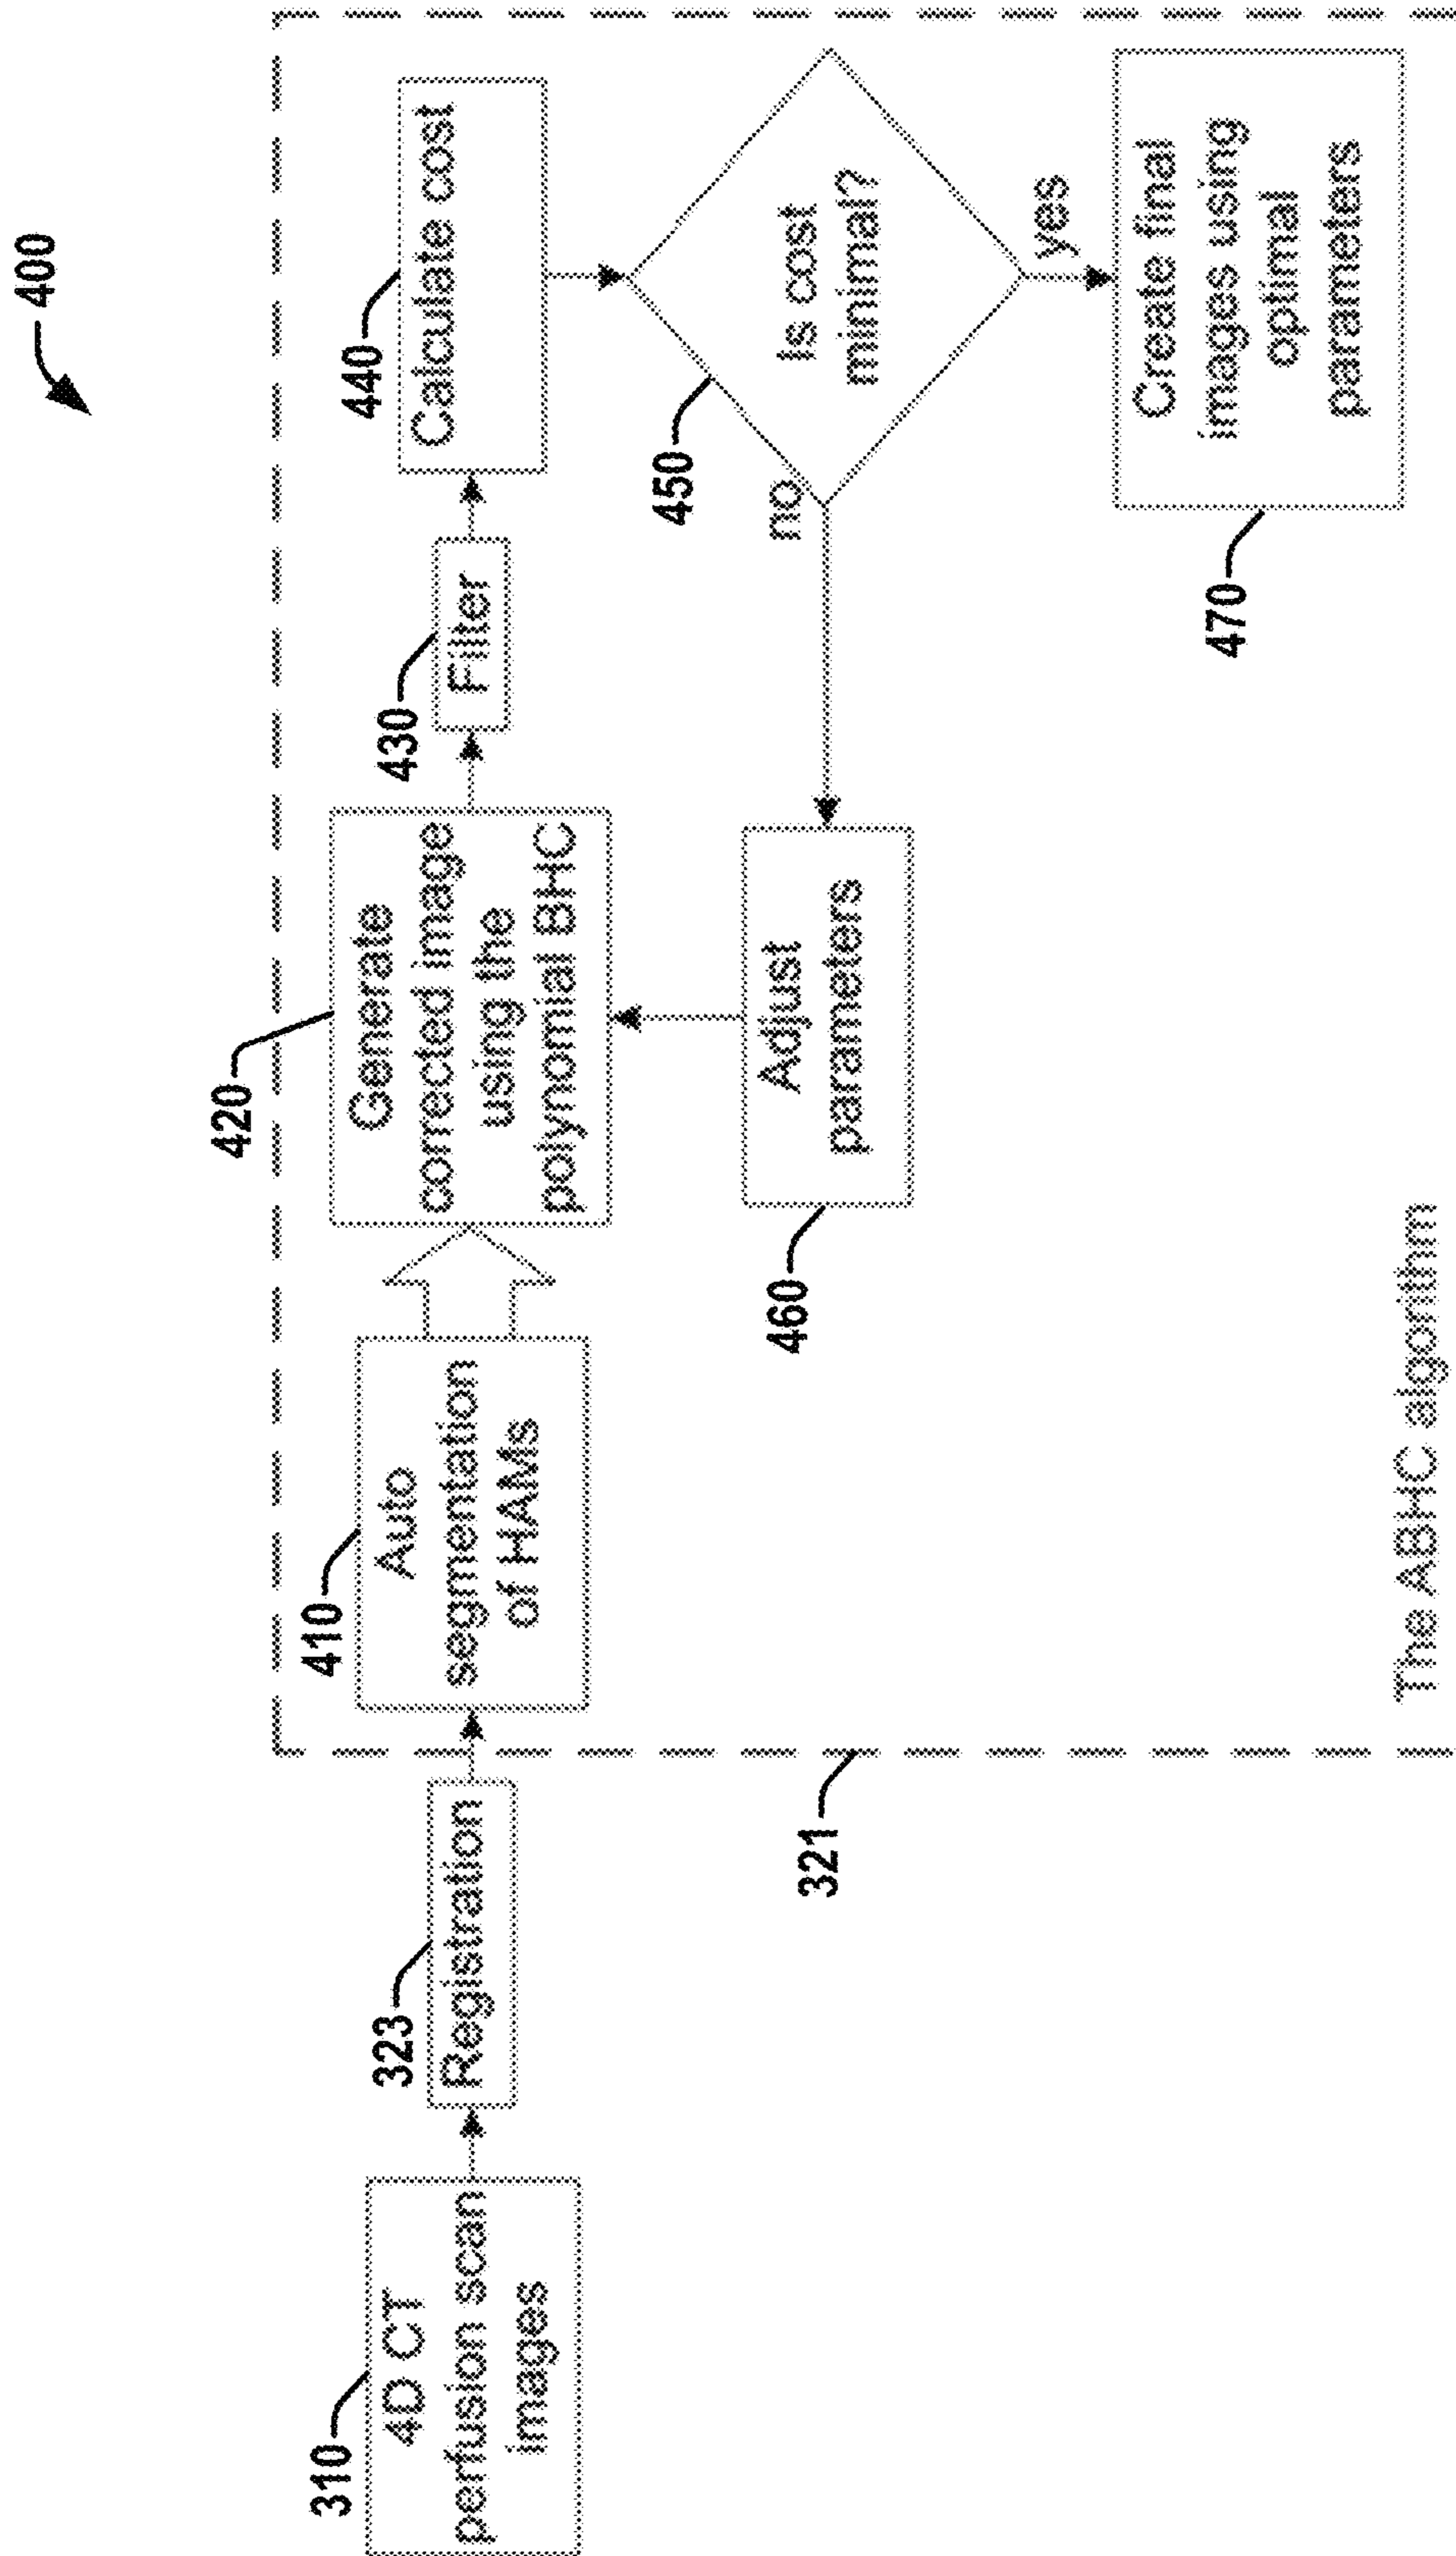 400
310
4D CT
perfusion scan
images
323
Registration
321
410
Auto
segmentation
of HAMs
420
Generate
corrected image
using the
polynomial BHC
430
Filter
440
Calculate cost
450
Is cost
minimal?
no
yes
460
Adjust
parameters
470
Create final
images using
optimal
parameters
The ABHC algorithm